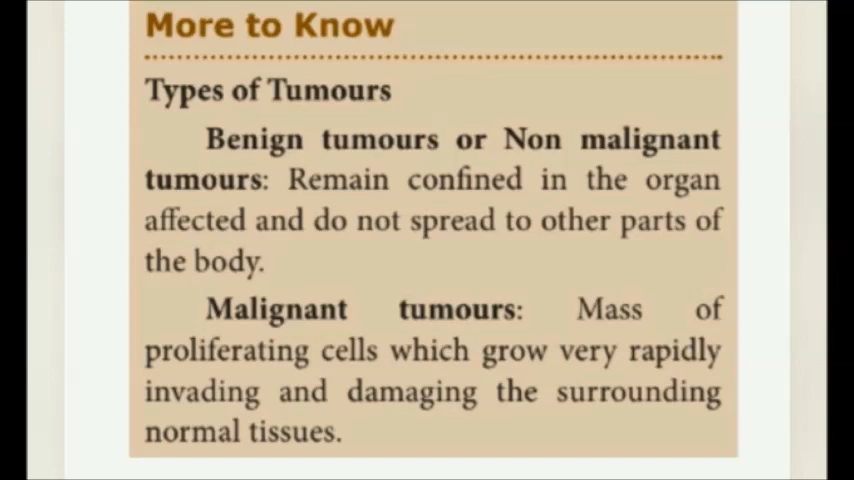 More to Know
Types of Tumours
Benign tumours or Non malignant
tumours: Remain confined in the organ
affected and do not spread to other parts of
the body.
Malignant tumours: Mass of
proliferating cells which grow very rapidly
invading and damaging the surrounding
normal tissues.